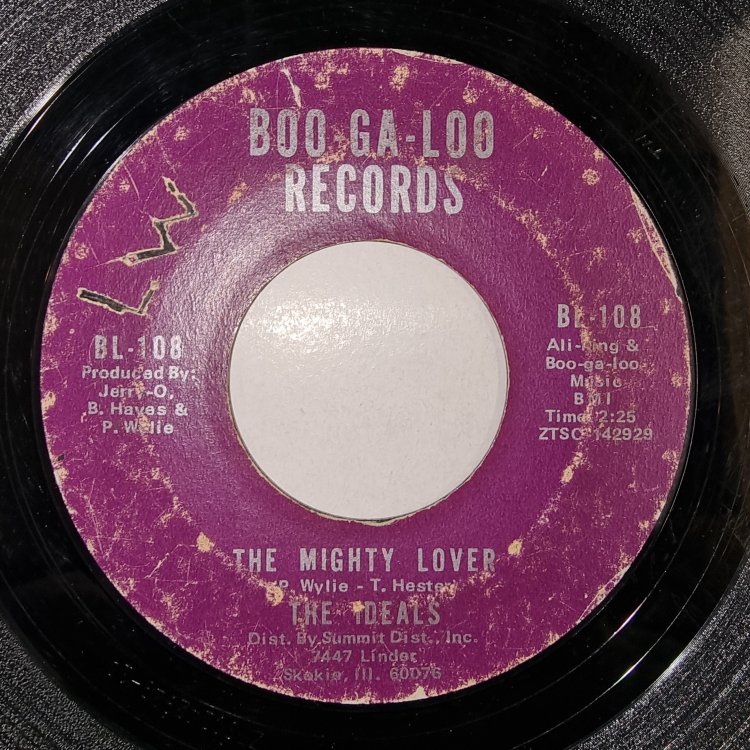 BOO GA-LOO
RECORDS
LW
BL-108
Produced By:
Jerry-O,
B. Hayes &
P. Wylie
BL-108
Ali-King &
Boo-ga-loo
Music
BMI
Time 2:25
ZTSC-142929
THE MIGHTY LOVER
(P. Wylie - T. Hester)
THE IDEALS
Dist. By Summit Dist., Inc.
7447 Linder
Skokie, Ill. 60076